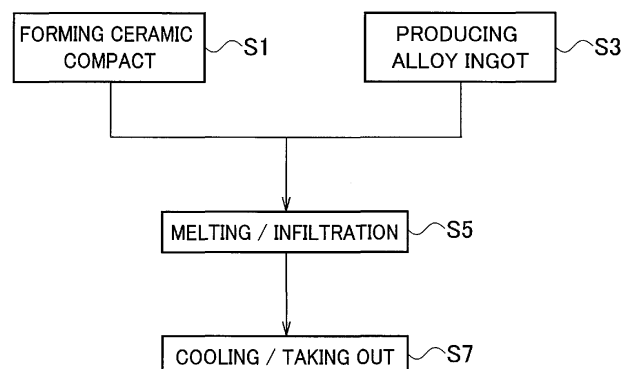 FORMING CERAMIC
COMPACT
S1
PRODUCING
ALLOY INGOT
S3
MELTING / INFILTRATION
S5
COOLING / TAKING OUT
S7